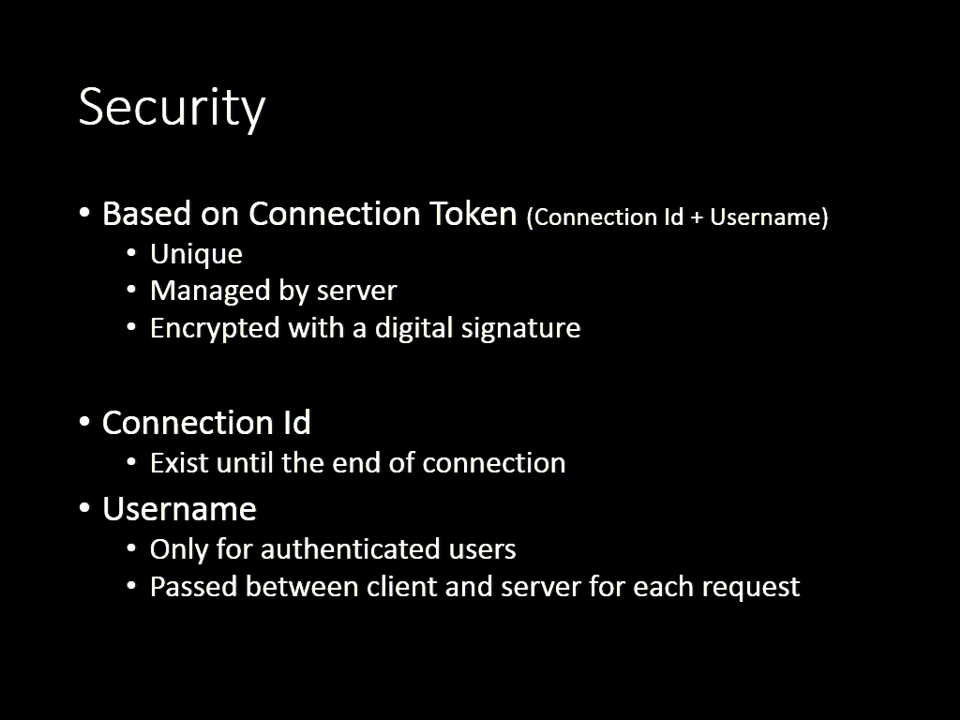 Security
• Based on Connection Token (Connection Id + Username)
• Unique
• Managed by server
• Encrypted with a digital signature
• Connection Id
• Exist until the end of connection
• Username
• Only for authenticated users
• Passed between client and server for each request